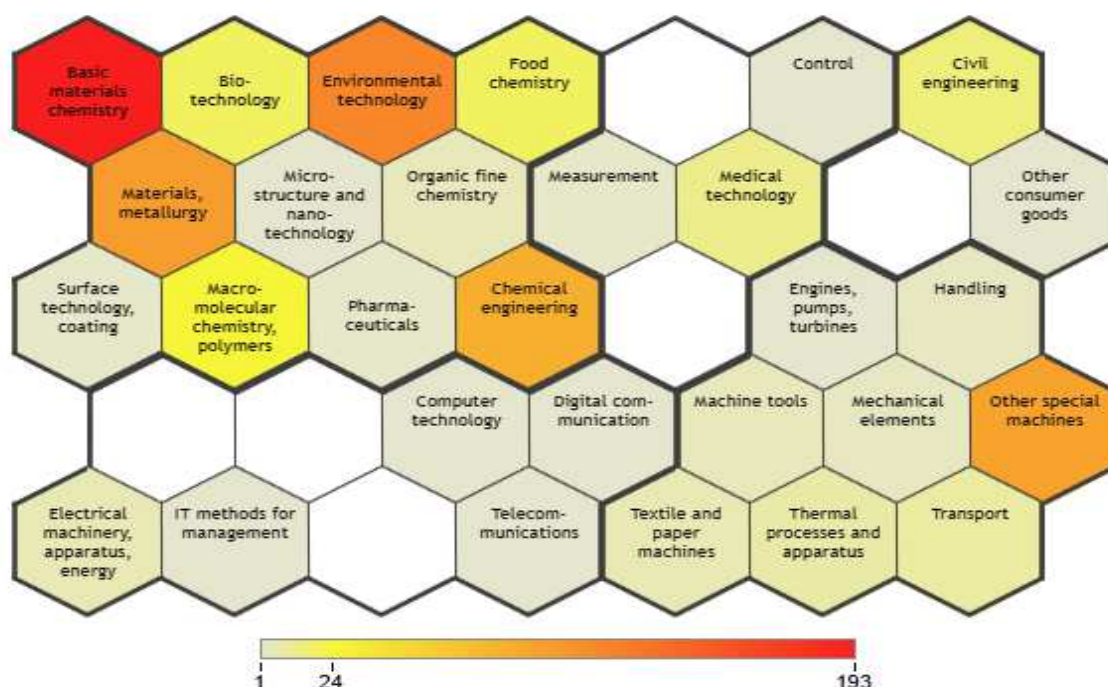 Basic
materials
chemistry
Bio-
technology
Environmental
technology
Food
chemistry
Control
Civil
engineering
Materials,
metallurgy
Micro-
structure and
nano-
technology
Organic fine
chemistry
Measurement
Medical
technology
Other
consumer
goods
Surface
technology,
coating
Macro-
molecular
chemistry,
polymers
Pharma-
ceuticals
Chemical
engineering
Engines,
pumps,
turbines
Handling
Computer
technology
Digital com-
munication
Machine tools
Mechanical
elements
Other special
machines
Electrical
machinery,
apparatus,
energy
IT methods for
management
Telecom-
munications
Textile and
paper
machines
Thermal
processes and
apparatus
Transport
1 24 193